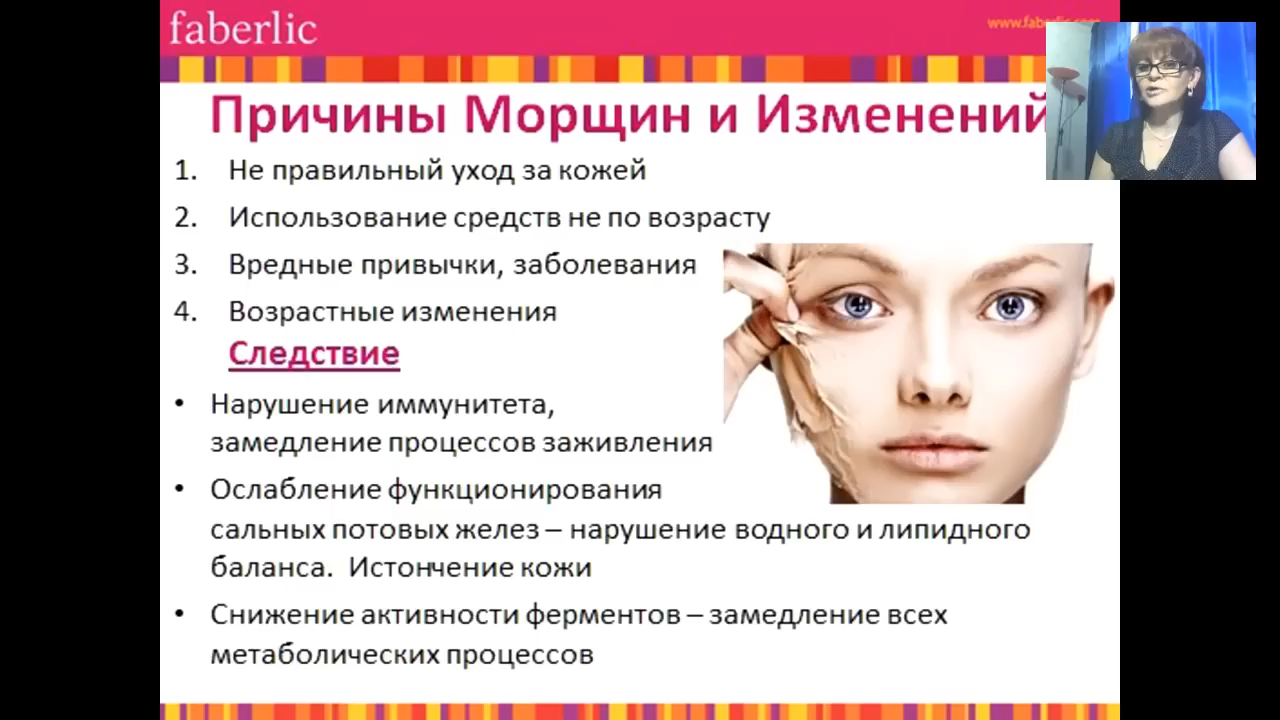 faberlic
www.faberlic.com
Причины Морщин и Изменений
1. Не правильный уход за кожей
2. Использование средств не по возрасту
3. Вредные привычки, заболевания
4. Возрастные изменения
Следствие
• Нарушение иммунитета,
замедление процессов заживления
• Ослабление функционирования
сальных потовых желез – нарушение водного и липидного
баланса. Истончение кожи
• Снижение активности ферментов – замедление всех
метаболических процессов